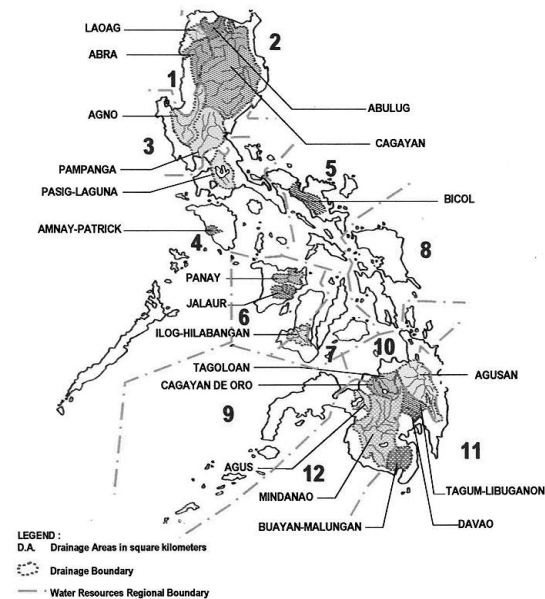 LAOAG
2
ABRA
1
ABULUG
AGNO
CAGAYAN
3
PAMPANGA
5
PASIG-LAGUNA
BICOL
AMNAY-PATRICK
4
8
PANAY
JALAUR
6
ILOG-HILABANGAN
7
10
TAGOLOAN
AGUSAN
CAGAYAN DE ORO
9
11
AGUS
12
TAGUM-LIBUGANON
MINDANAO
BUAYAN-MALUNGAN
DAVAO
LEGEND :
D.A. Drainage Areas in square kilometers
Drainage Boundary
Water Resources Regional Boundary